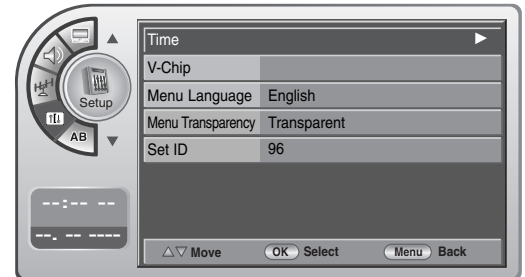 Time
V-Chip
Menu Language English
Menu Transparency Transparent
Set ID 96
Setup
AB
--:-- --
--. -- ----
Move OK Select Menu Back